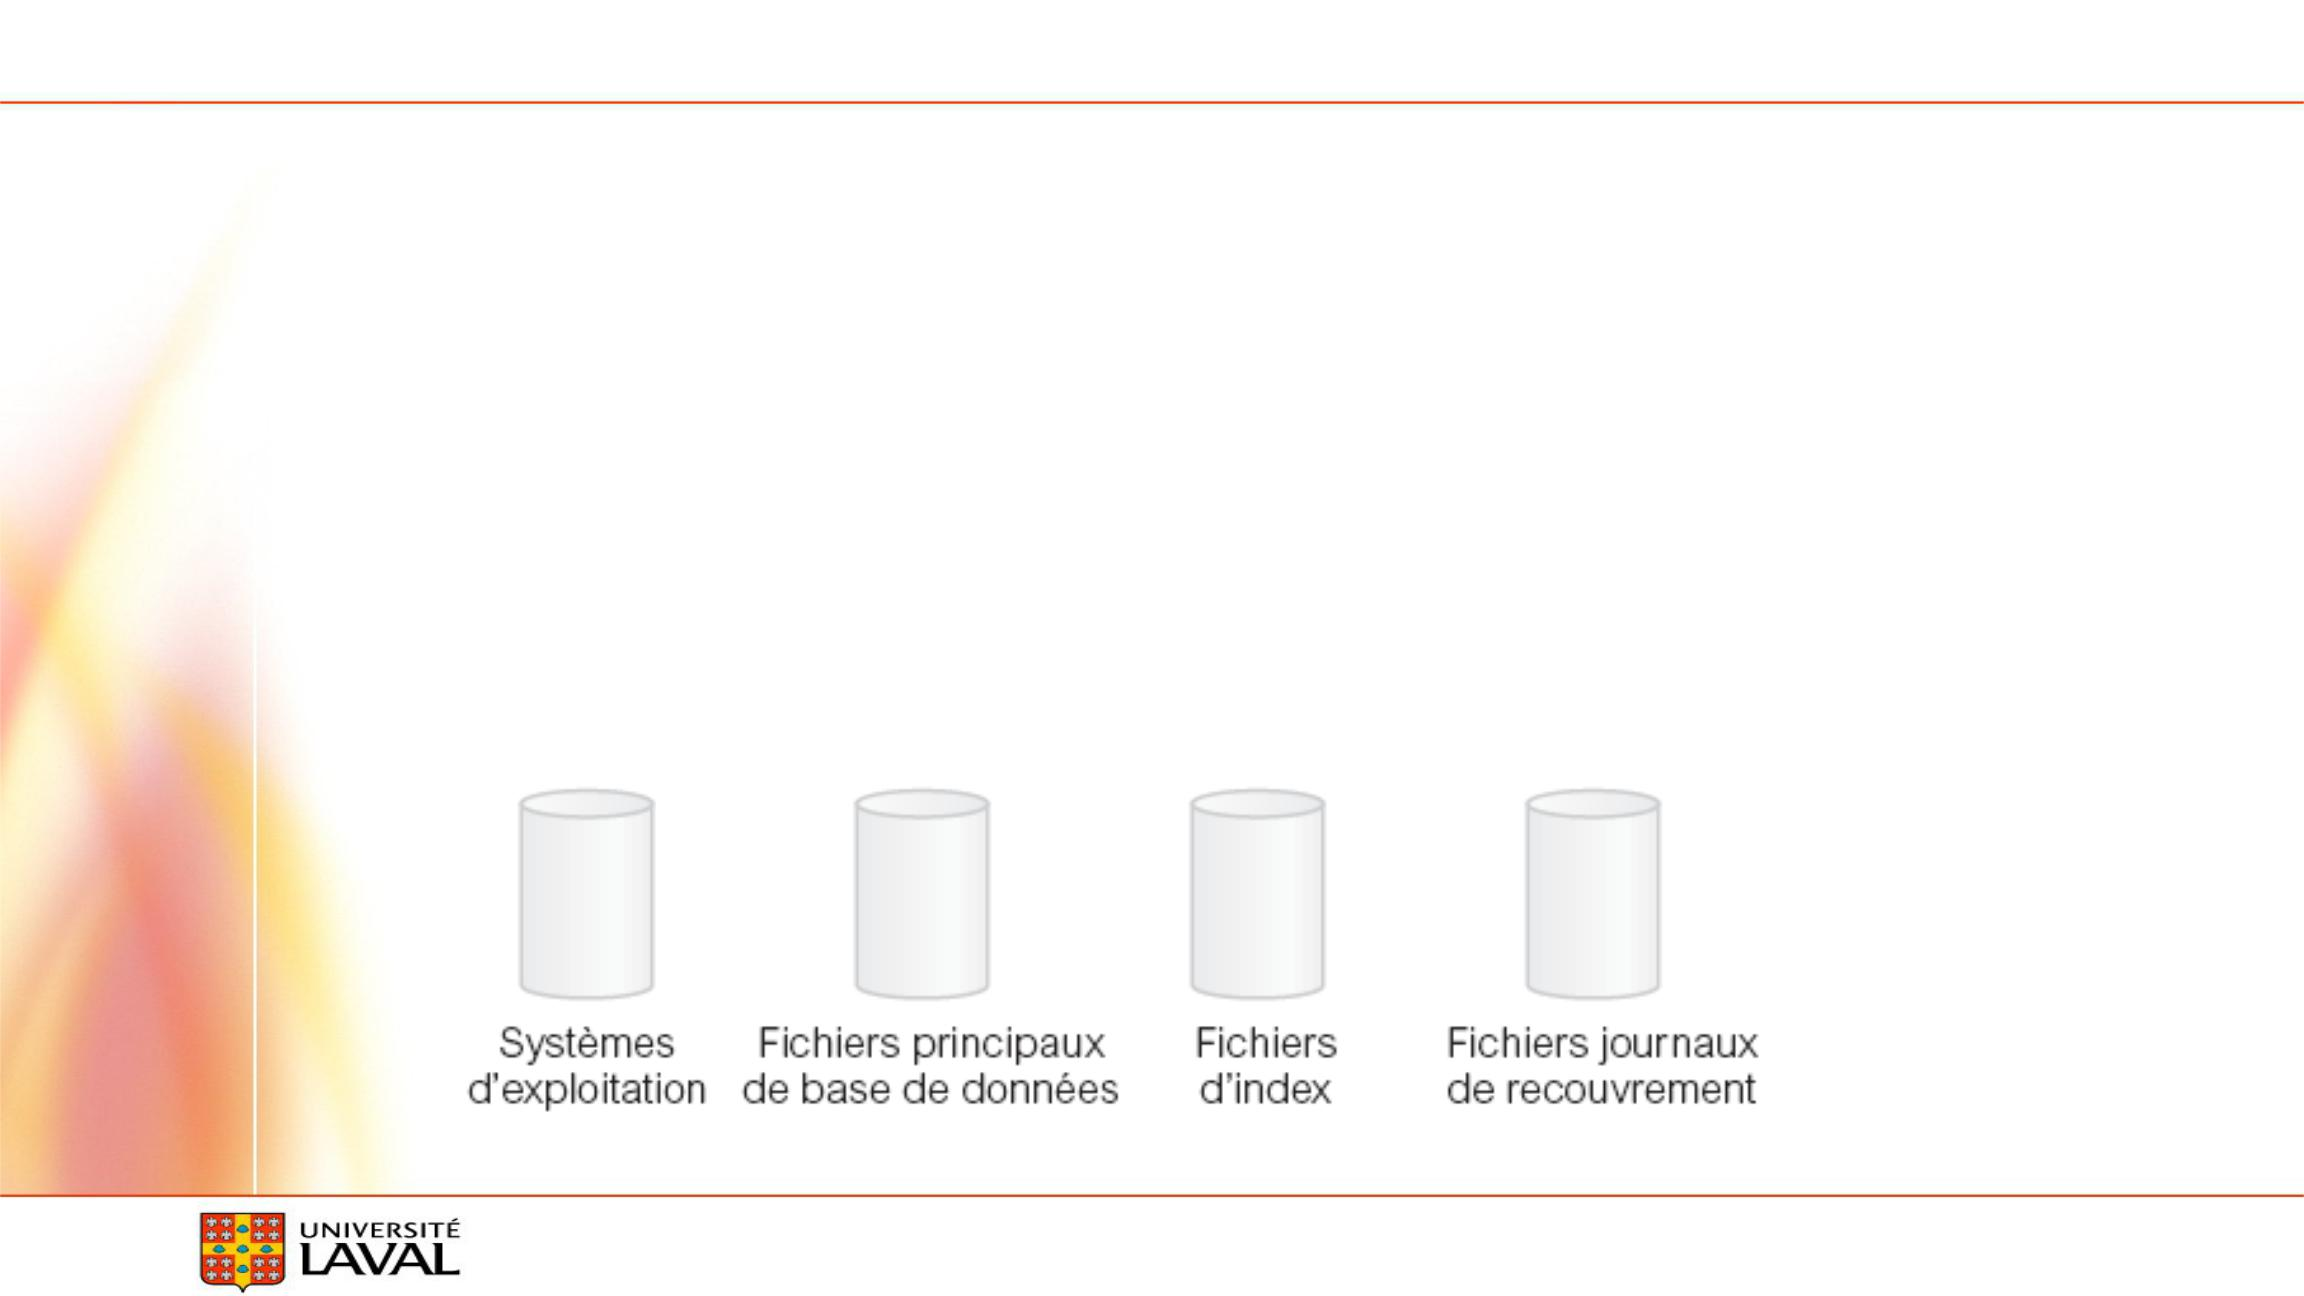 Systèmes
d'exploitation
Fichiers principaux
de base de données
Fichiers
d'index
Fichiers journaux
de recouvrement
UNIVERSITÉ
LAVAL